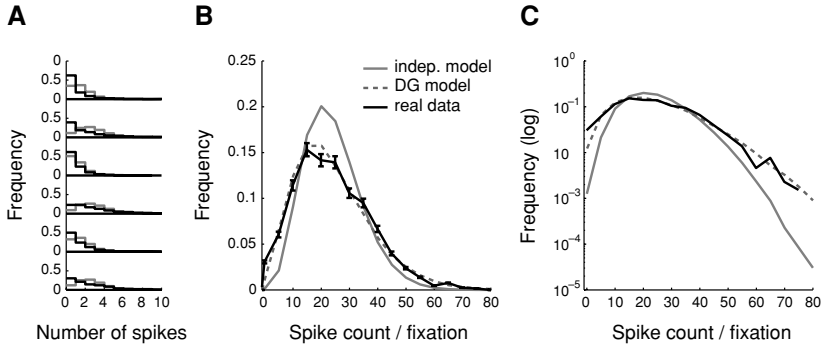 A
B
C
0
0.5
0
0.5
0
0.5
0
0.5
0
0.5
0
0.5
0
0 2 4 6 8 10
Frequency
Number of spikes
0.25
0.2
0.15
0.1
0.05
0
0 10 20 30 40 50 60 70 80
Frequency
Spike count / fixation
indep. model
DG model
real data
10⁰
10⁻¹
10⁻²
10⁻³
10⁻⁴
10⁻⁵
0 10 20 30 40 50 60 70 80
Frequency (log)
Spike count / fixation